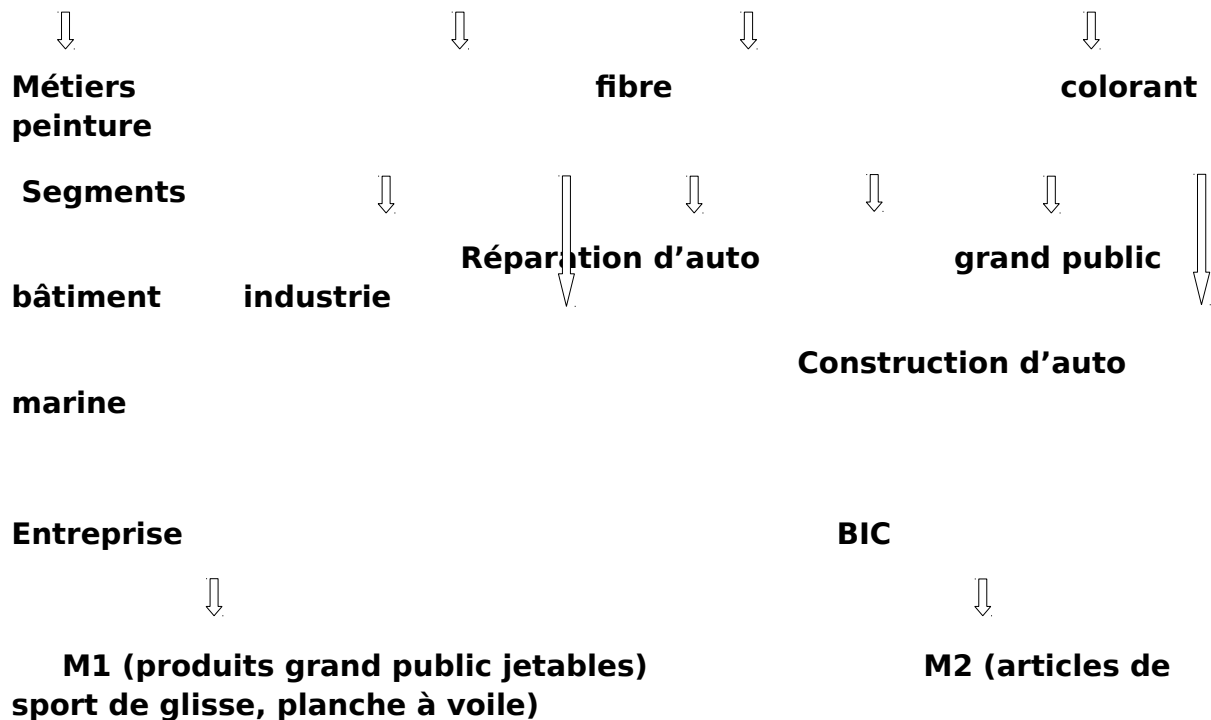 Métiers fibre colorant
peinture
Segments
Réparation d’auto grand public
bâtiment industrie
Construction d’auto
marine
Entreprise BIC
M1 (produits grand public jetables) M2 (articles de
sport de glisse, planche à voile)